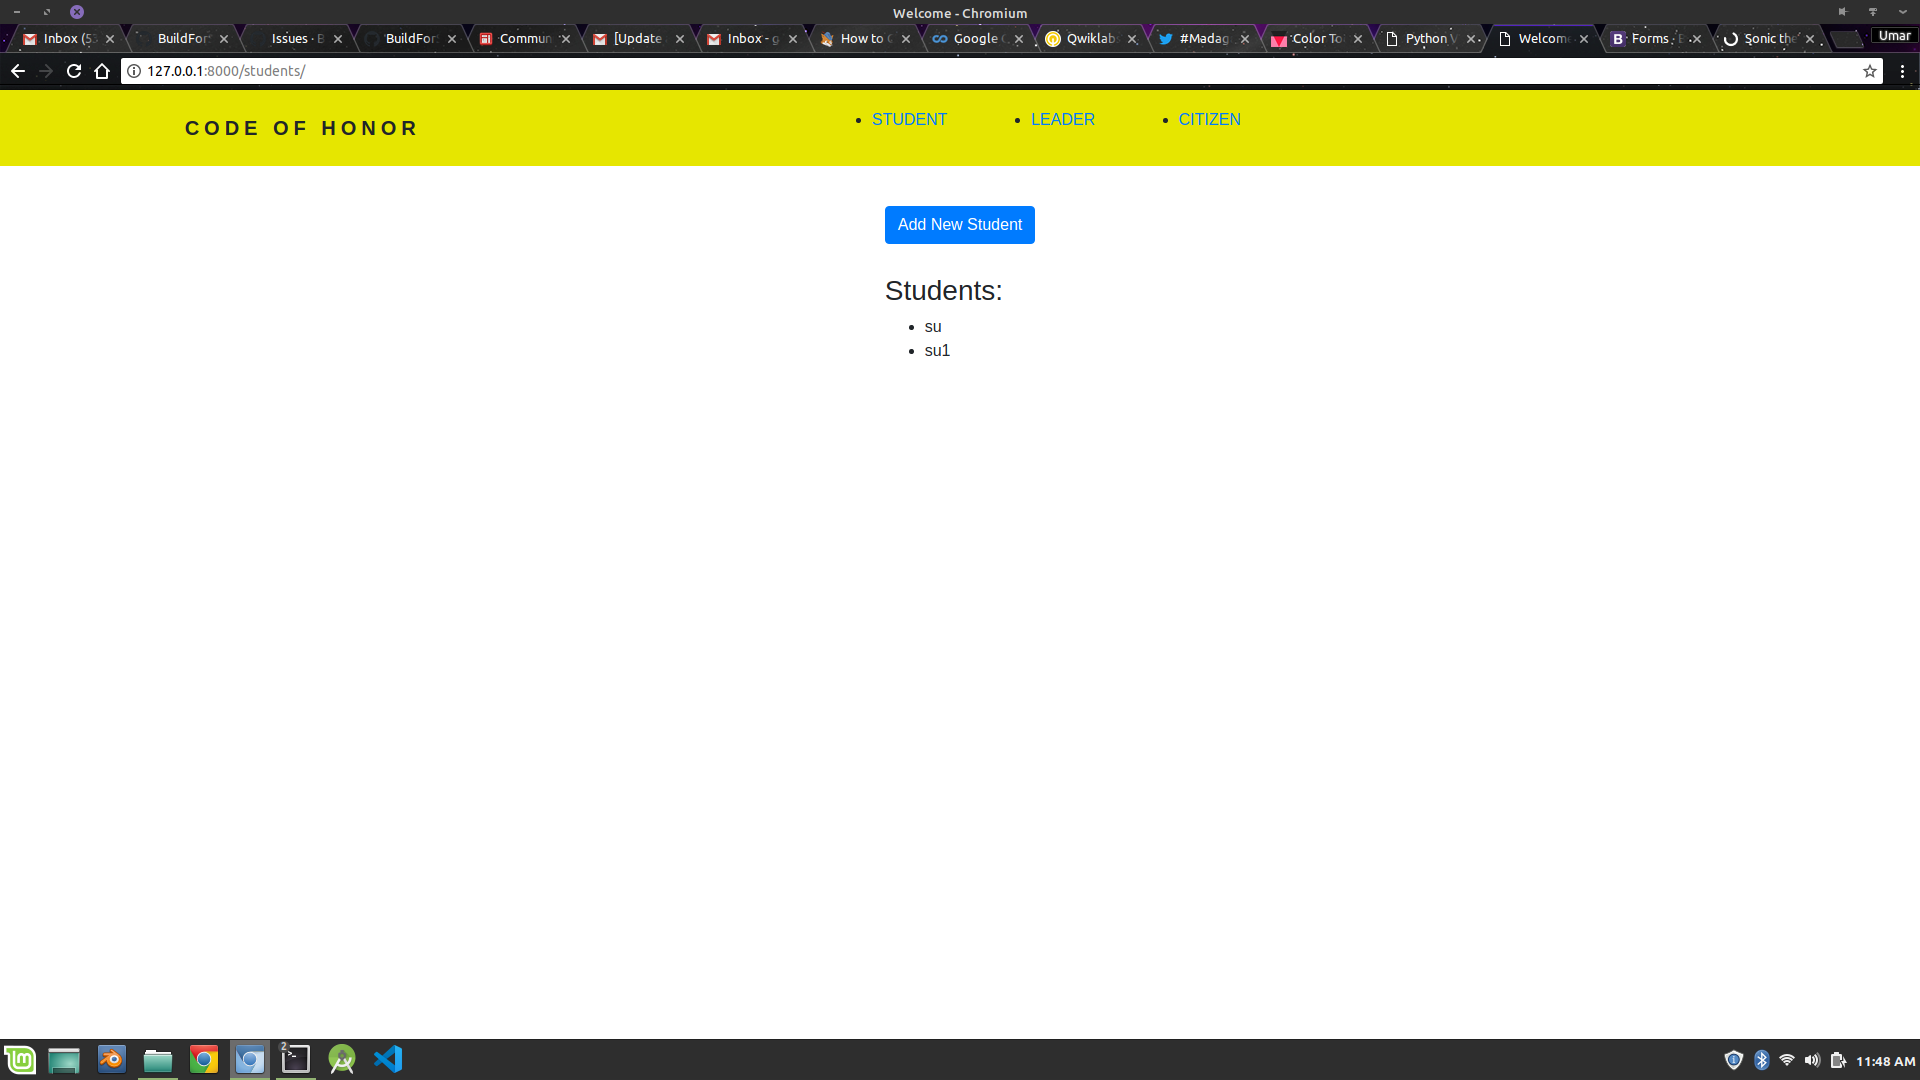 Welcome - Chromium
Inbox (53
BuildFor
Issues · B
BuildFor
Commun
[Update
Inbox - g
How to
Google C
Qwiklab
#Madag
Color To
Python
Welcome
Forms ·
Sonic the
Umar
127.0.0.1:8000/students/
CODE OF HONOR
STUDENT
LEADER
CITIZEN
Add New Student
Students:
su
su1
2
11:48 AM